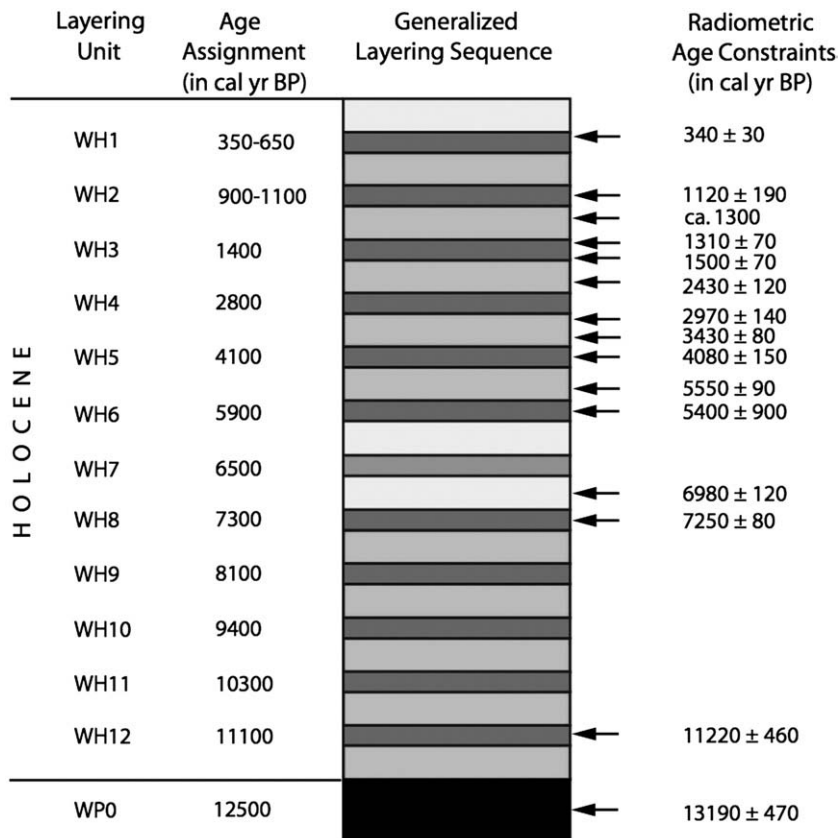 Layering Unit
Age Assignment (in cal yr BP)
Generalized Layering Sequence
Radiometric Age Constraints (in cal yr BP)
HOLOCENE
WH1 350-650 340 ± 30
WH2 900-1100 1120 ± 190
ca. 1300
WH3 1400 1310 ± 70
1500 ± 70
2430 ± 120
WH4 2800
2970 ± 140
3430 ± 80
WH5 4100 4080 ± 150
5550 ± 90
WH6 5900 5400 ± 900
WH7 6500
6980 ± 120
WH8 7300 7250 ± 80
WH9 8100
WH10 9400
WH11 10300
WH12 11100 11220 ± 460
WP0 12500 13190 ± 470